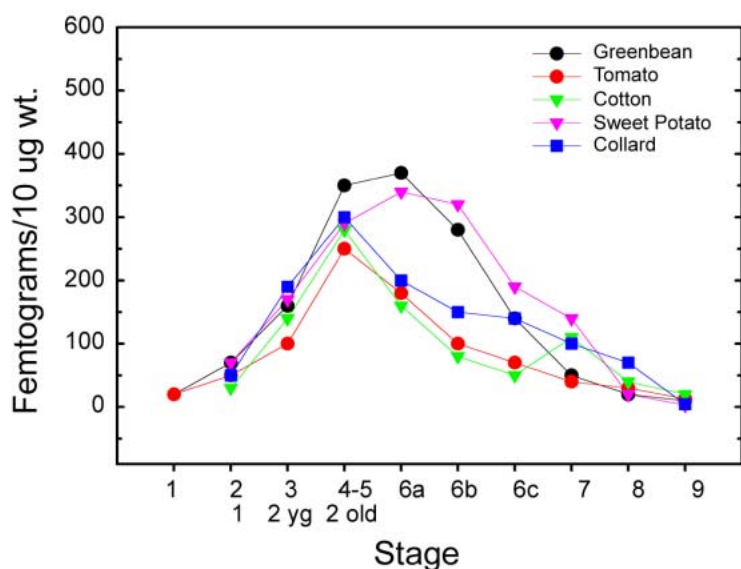 600
500
400
300
200
100
0
Femtograms/10 ug wt.
Greenbean
Tomato
Cotton
Sweet Potato
Collard
1 2 3 4-5 6a 6b 6c 7 8 9
1 2 yg 2 old
Stage